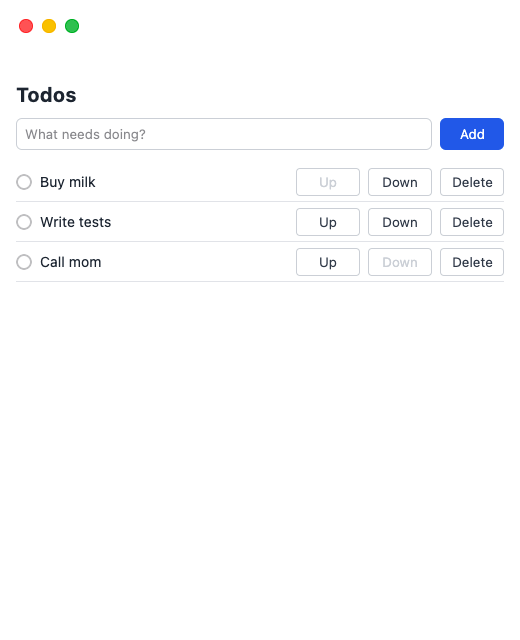 Todos
What needs doing? Add
Buy milk Up Down Delete
Write tests Up Down Delete
Call mom Up Down Delete